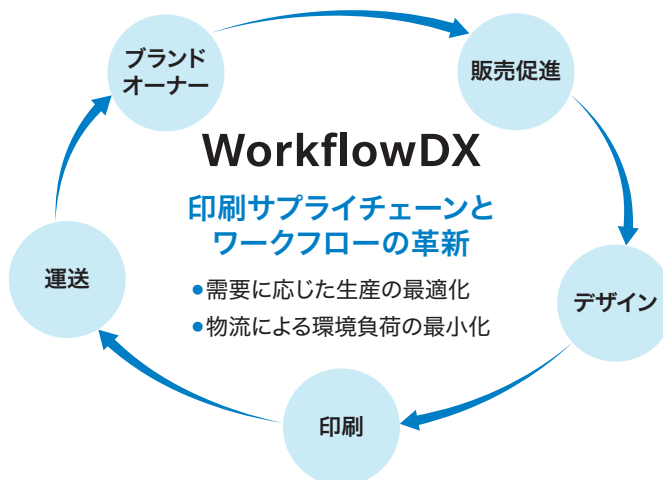 ブランド
オーナー
販売促進
WorkflowDX
印刷サプライチェーンと
ワークフローの革新
●需要に応じた生産の最適化
●物流による環境負荷の最小化
運送
デザイン
印刷